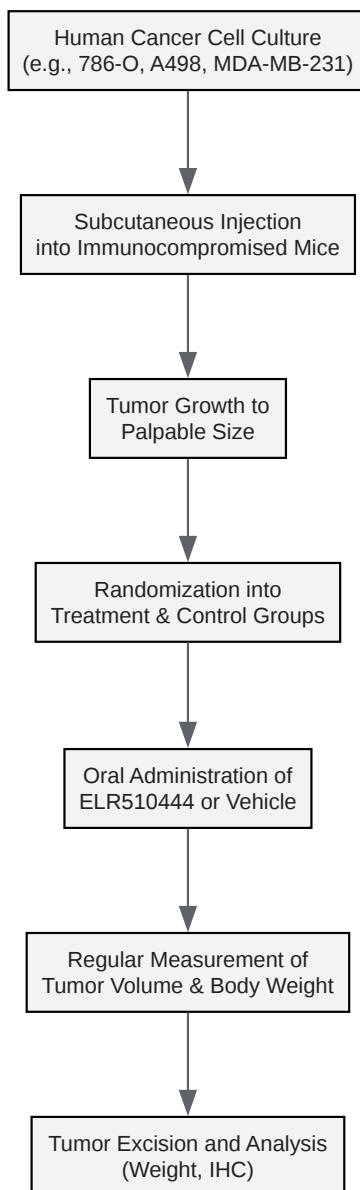 Human Cancer Cell Culture
(e.g., 786-O, A498, MDA-MB-231)
Subcutaneous Injection
into Immunocompromised Mice
Tumor Growth to
Palpable Size
Randomization into
Treatment & Control Groups
Oral Administration of
ELR510444 or Vehicle
Regular Measurement of
Tumor Volume & Body Weight
Tumor Excision and Analysis
(Weight, IHC)